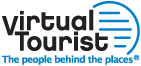 virtual
Tourist
The people behind the places®